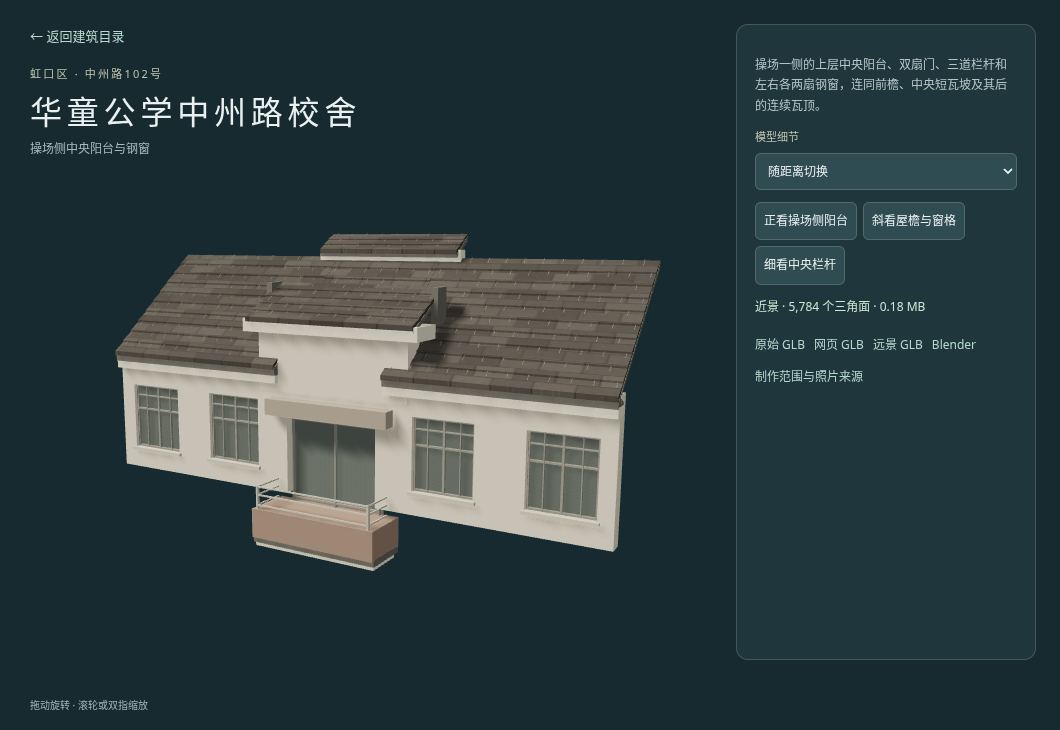 ← 返回建筑目录
虹口区 · 中州路102号
华童公学中州路校舍
操场侧中央阳台与钢窗
操场一侧的上层中央阳台、双扇门、三道栏杆和
左右各两扇钢窗，连同前檐、中央短瓦坡及其后
的连续瓦顶。
模型细节
随距离切换
正看操场侧阳台
斜看屋檐与窗格
细看中央栏杆
近景 · 5,784 个三角面 · 0.18 MB
原始 GLB 网页 GLB 远景 GLB Blender
制作范围与照片来源
拖动旋转 · 滚轮或双指缩放